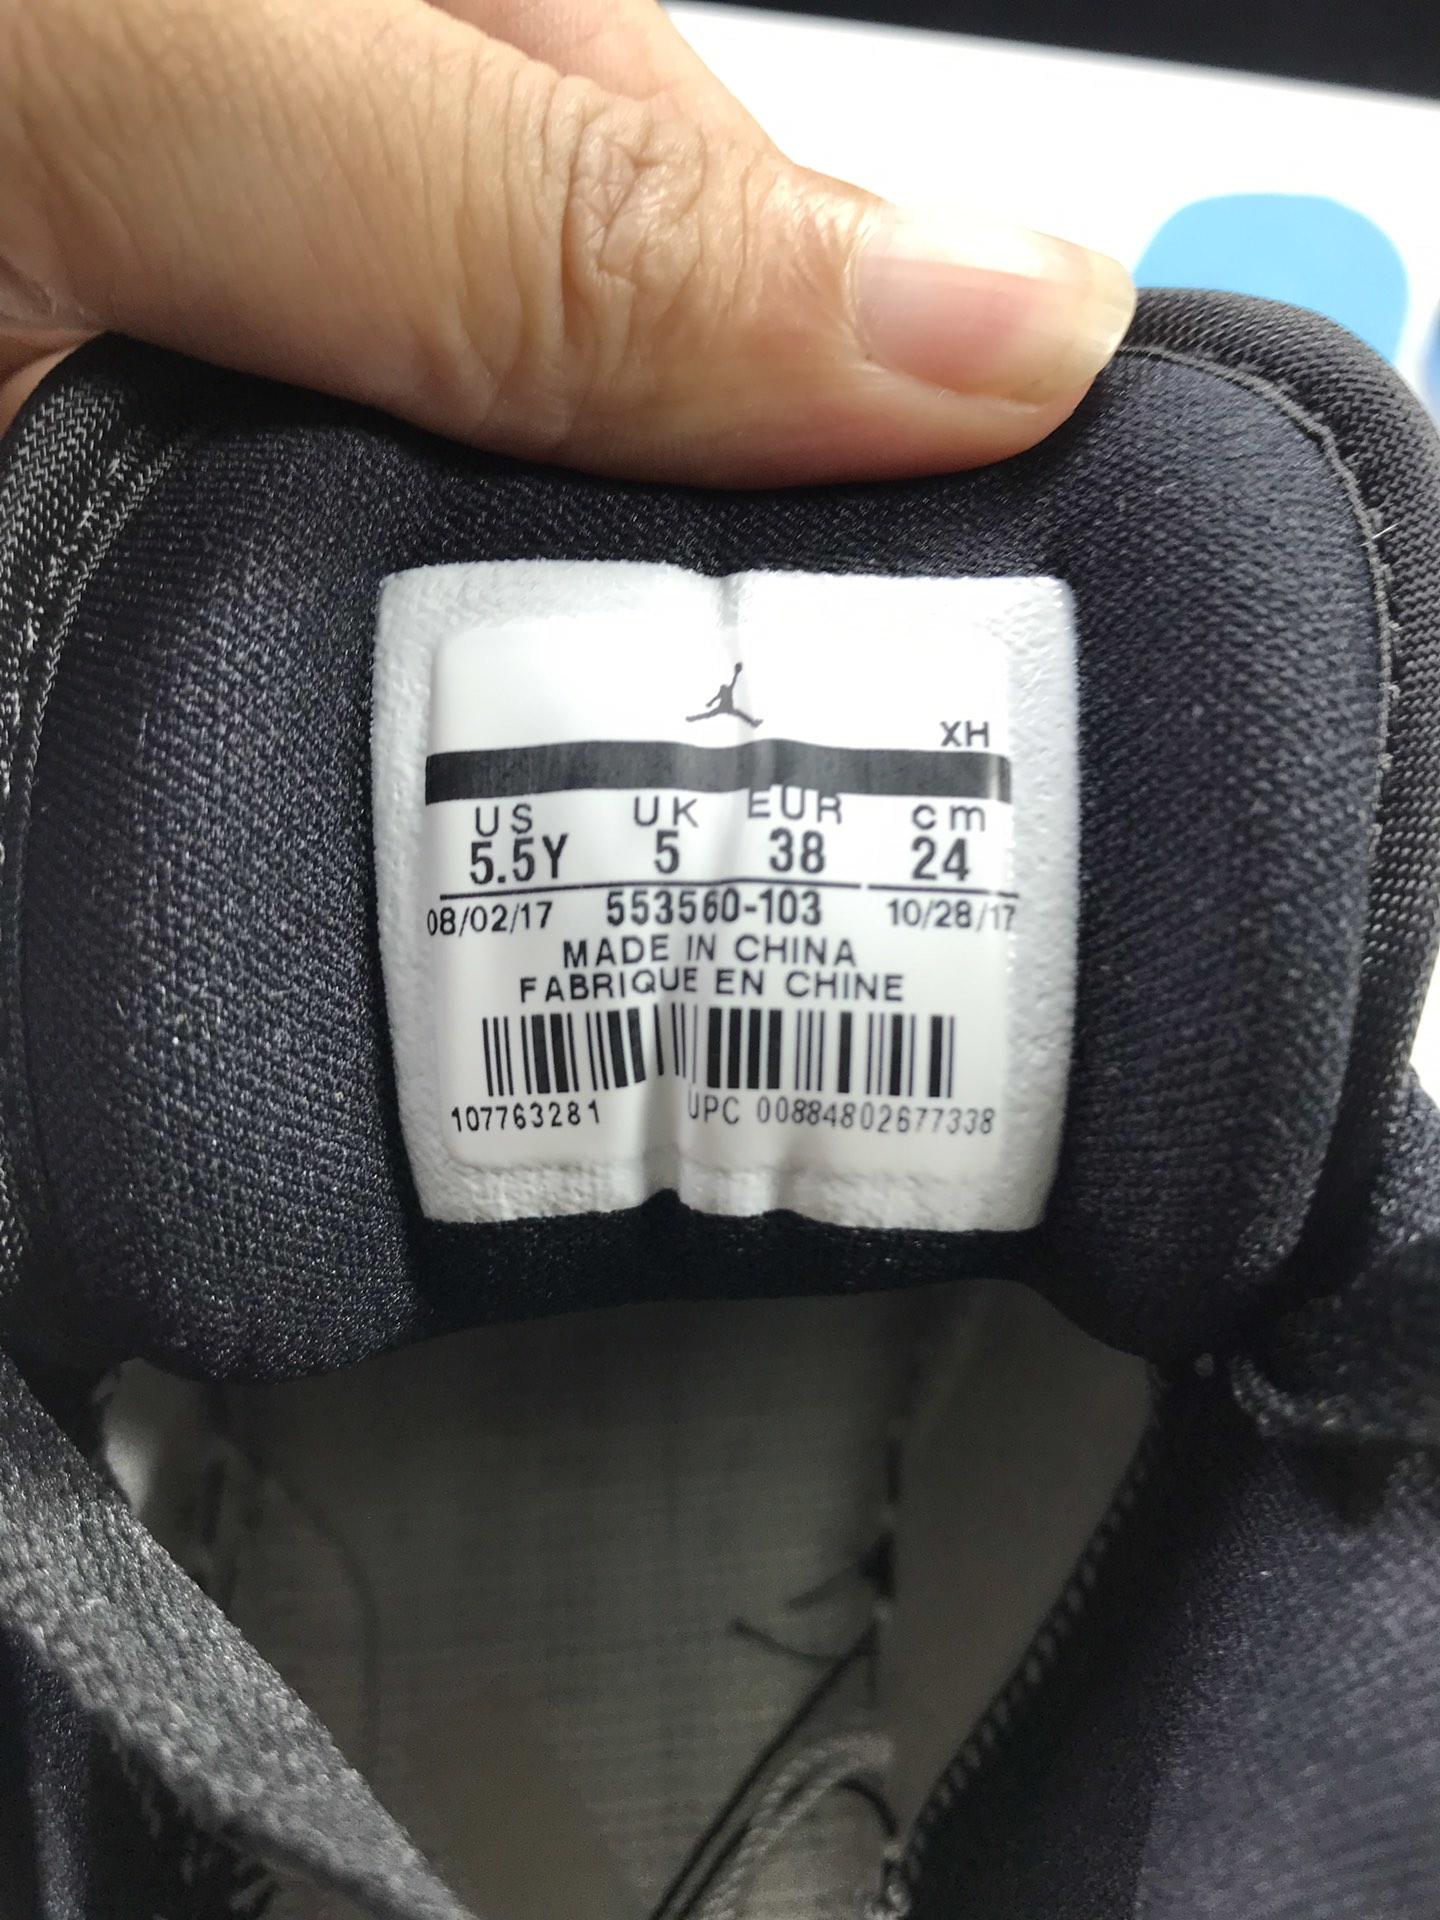 XH
US UK EUR cm
5.5Y 5 38 24
08/02/17 553560-103 10/28/17
MADE IN CHINA
FABRIQUE EN CHINE
107763281 UPC 00884802677338